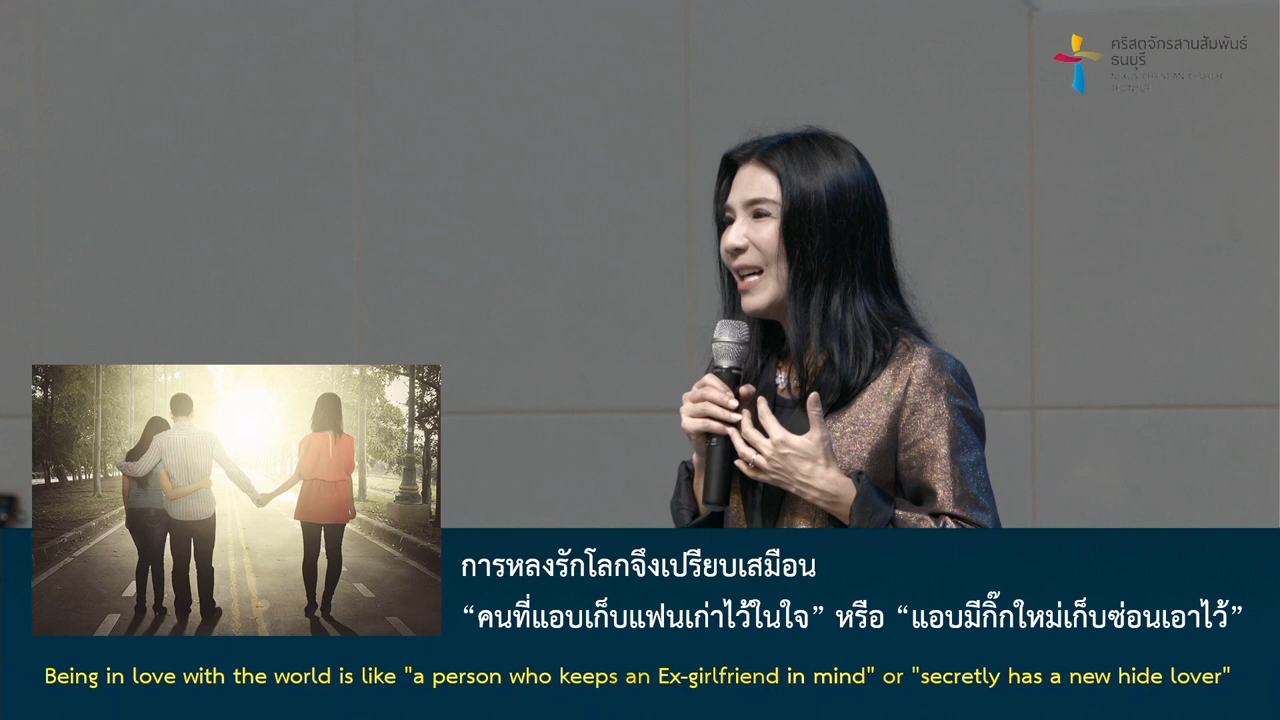 คริสตจักรสานสัมพันธ์
ธนบุรี
NEXUS CHRISTIAN CHURCH
การหลงรักโลกจึงเปรียบเสมือน
“คนที่แอบเก็บแฟนเก่าไว้ในใจ” หรือ “แอบมีกิ๊กใหม่เก็บซ่อนเอาไว้”
Being in love with the world is like "a person who keeps an Ex-girlfriend in mind" or "secretly has a new hide lover"